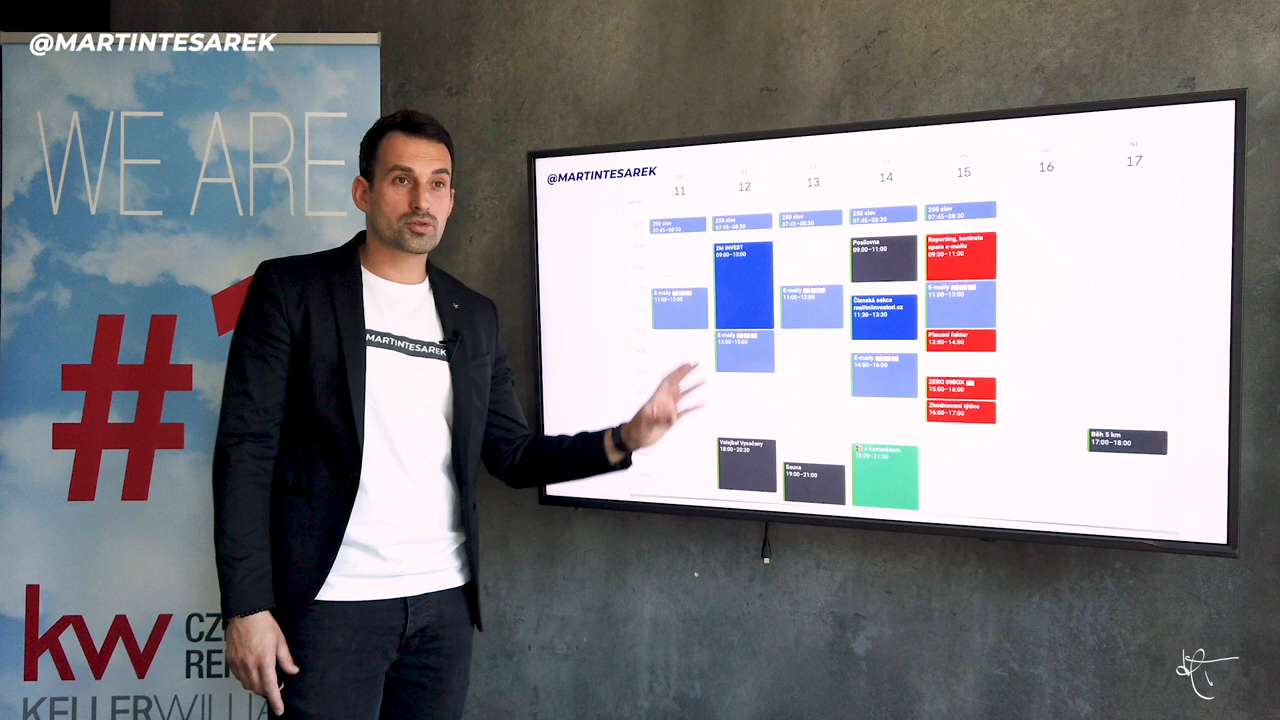 @MARTINTESAREK
WE ARE
#1
kw
CZ
RE
KELLERWILLIA
MARTINTESAREK
@MARTINTESAREK
11
12
13
14
15
16
17
250 slov
07:45–08:30
250 slov
07:45–08:30
250 slov
07:45–08:30
250 slov
07:45–08:30
250 slov
07:45–08:30
E-maily
11:00–13:00
2M INVEST
09:00–13:00
E-maily
13:00–15:00
Volejbal Vysočany
18:00–20:30
E-maily
11:00–13:00
Sauna
19:00–21:00
Posilovna
09:00–11:00
Členská sekce
realitniinvestori.cz
11:30–13:30
E-maily
14:00–16:00
s kamarádem
18:00–21:00
Reporting, kontrola
spam e-mailu
09:00–11:00
E-maily
11:00–13:00
Placení faktur
13:00–14:00
ZERO INBOX
15:00–16:00
Zhodnocení týdne
16:00–17:00
Běh 5 km
17:00–18:00